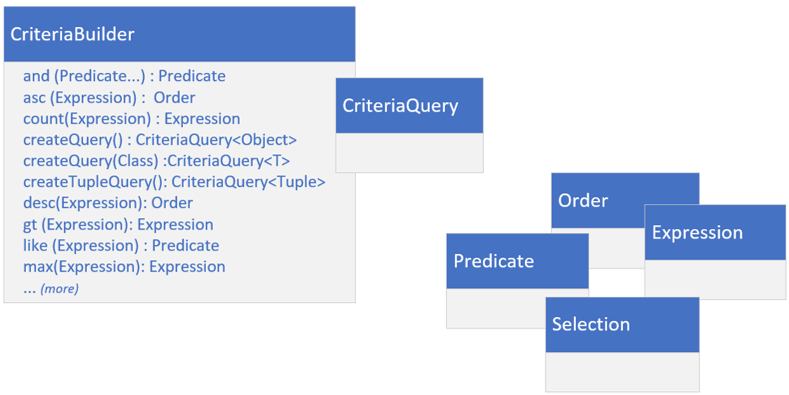 CriteriaBuilder
and (Predicate...) : Predicate
asc (Expression) :  Order
count(Expression) : Expression
createQuery() : CriteriaQuery<Object>
createQuery(Class) :CriteriaQuery<T>
createTupleQuery(): CriteriaQuery<Tuple>
desc(Expression): Order
gt (Expression): Expression
like (Expression) : Predicate
max(Expression): Expression
... (more)
CriteriaQuery
Order
Expression
Predicate
Selection